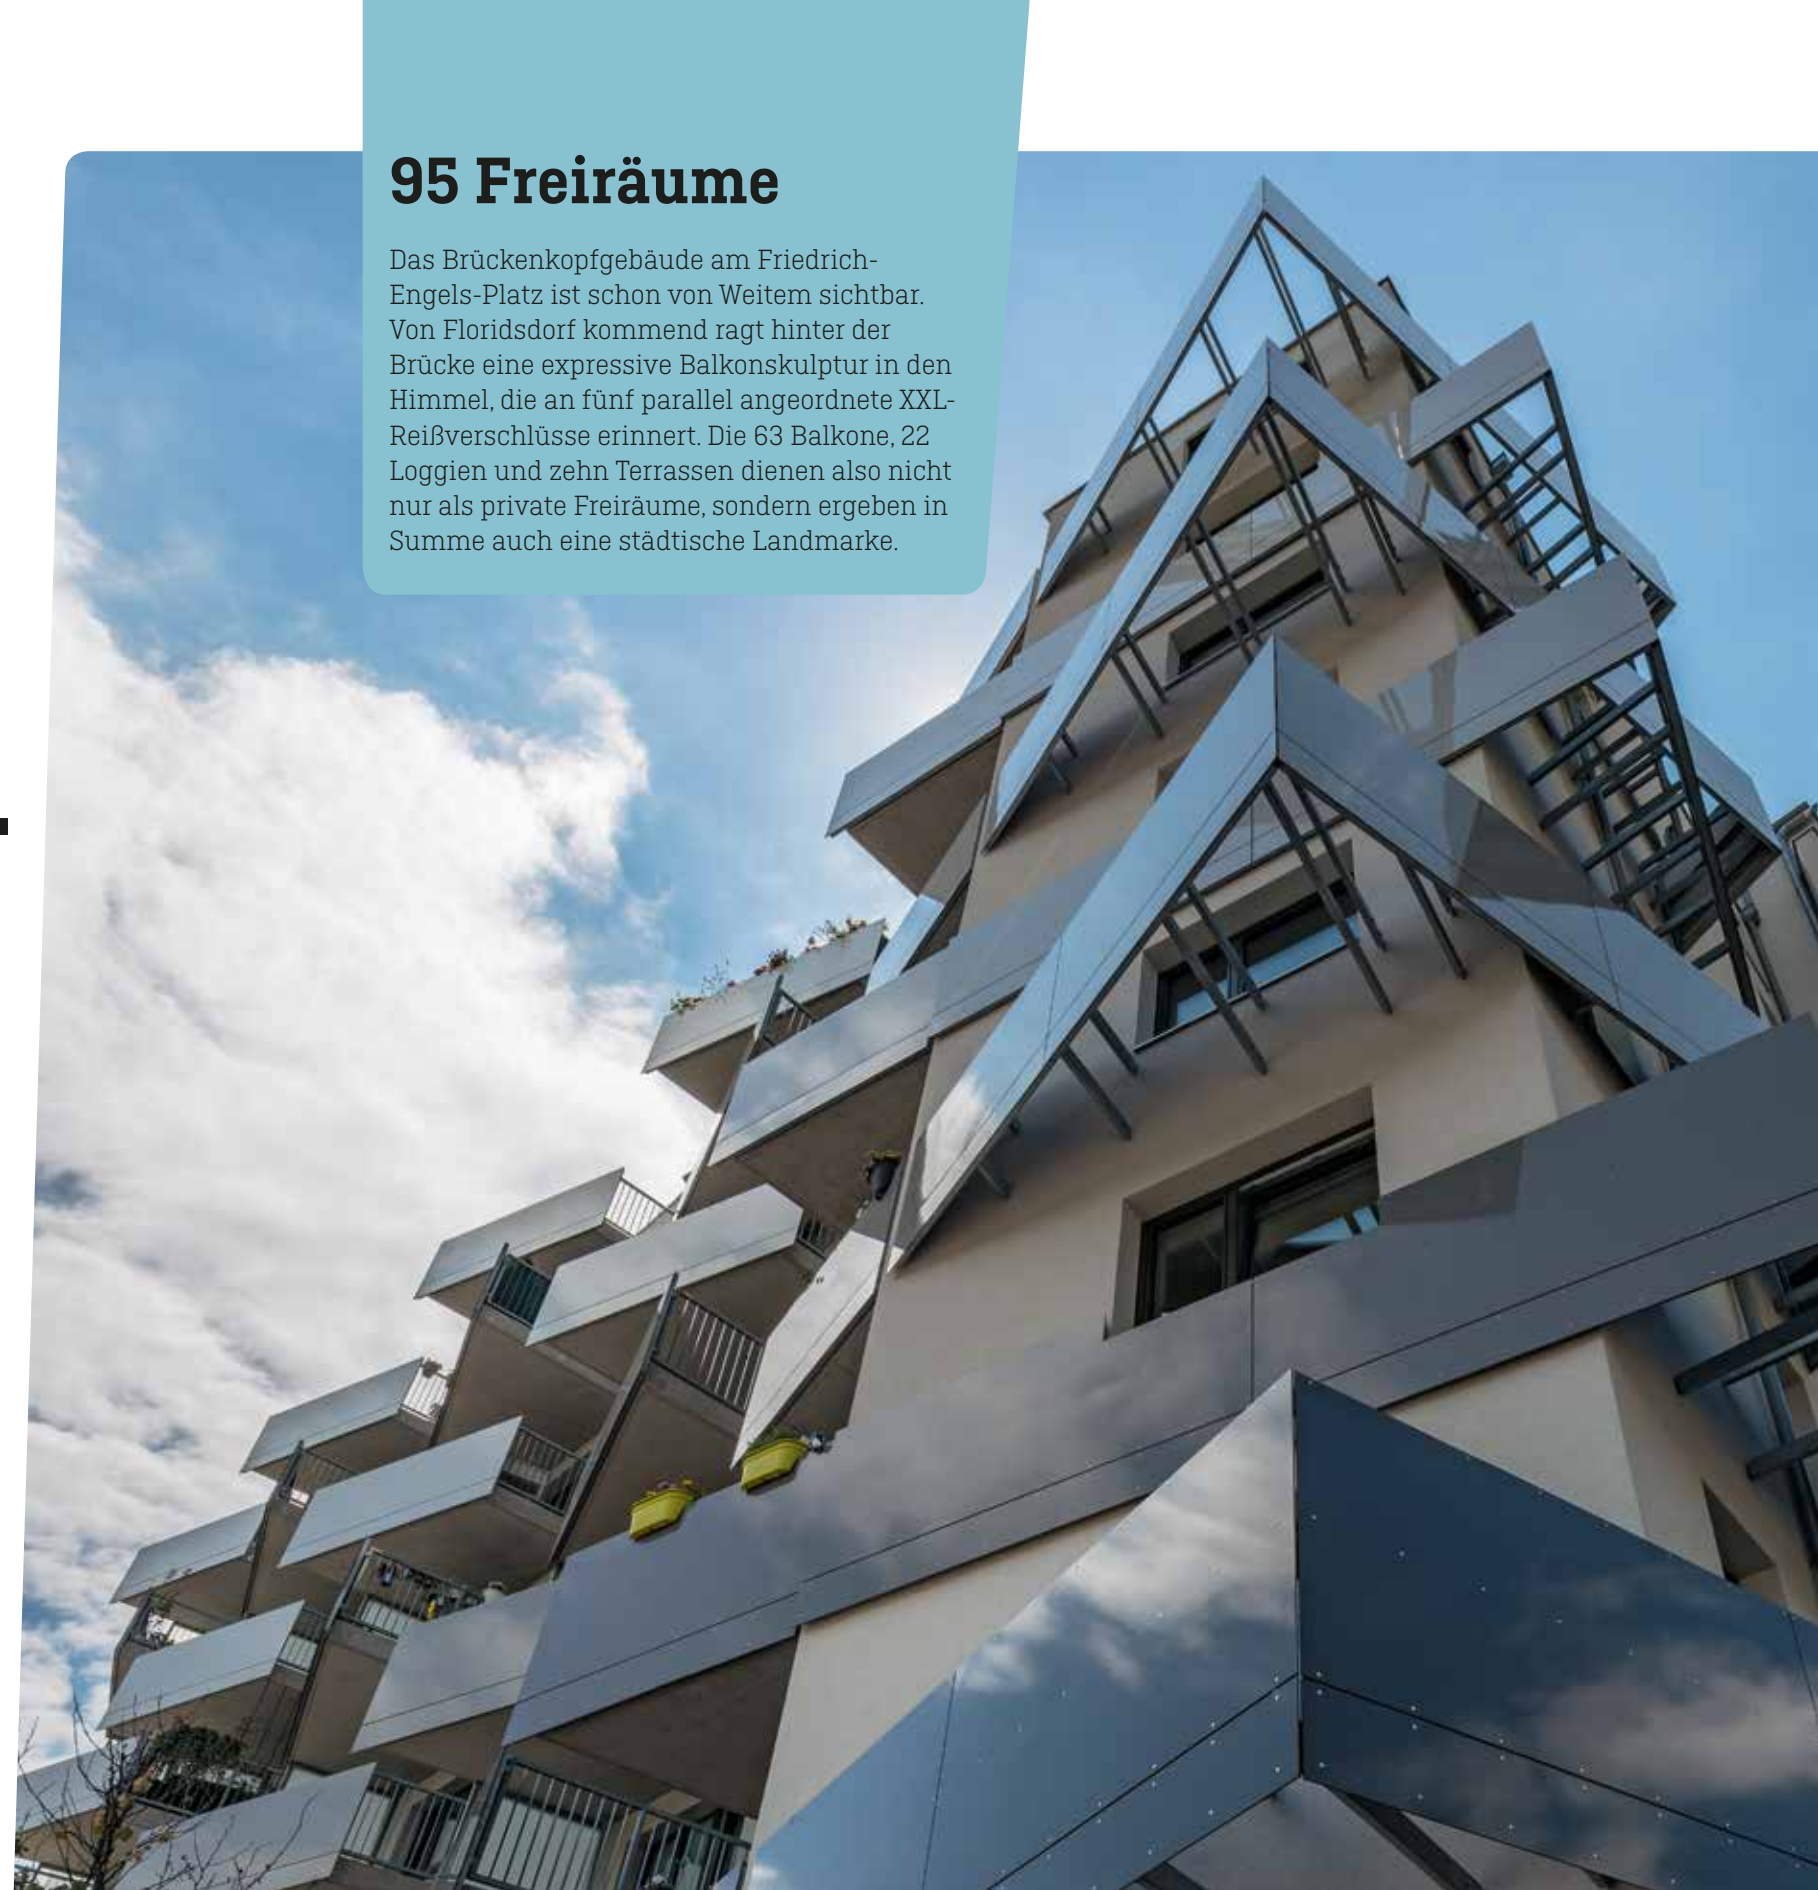 95 Freiräume
Das Brückenkopfgebäude am Friedrich-
Engels-Platz ist schon von Weitem sichtbar.
Von Floridsdorf kommend ragt hinter der
Brücke eine expressive Balkonskulptur in den
Himmel, die an fünf parallel angeordnete XXL-
Reißverschlüsse erinnert. Die 63 Balkone, 22
Loggien und zehn Terrassen dienen also nicht
nur als private Freiräume, sondern ergeben in
Summe auch eine städtische Landmarke.